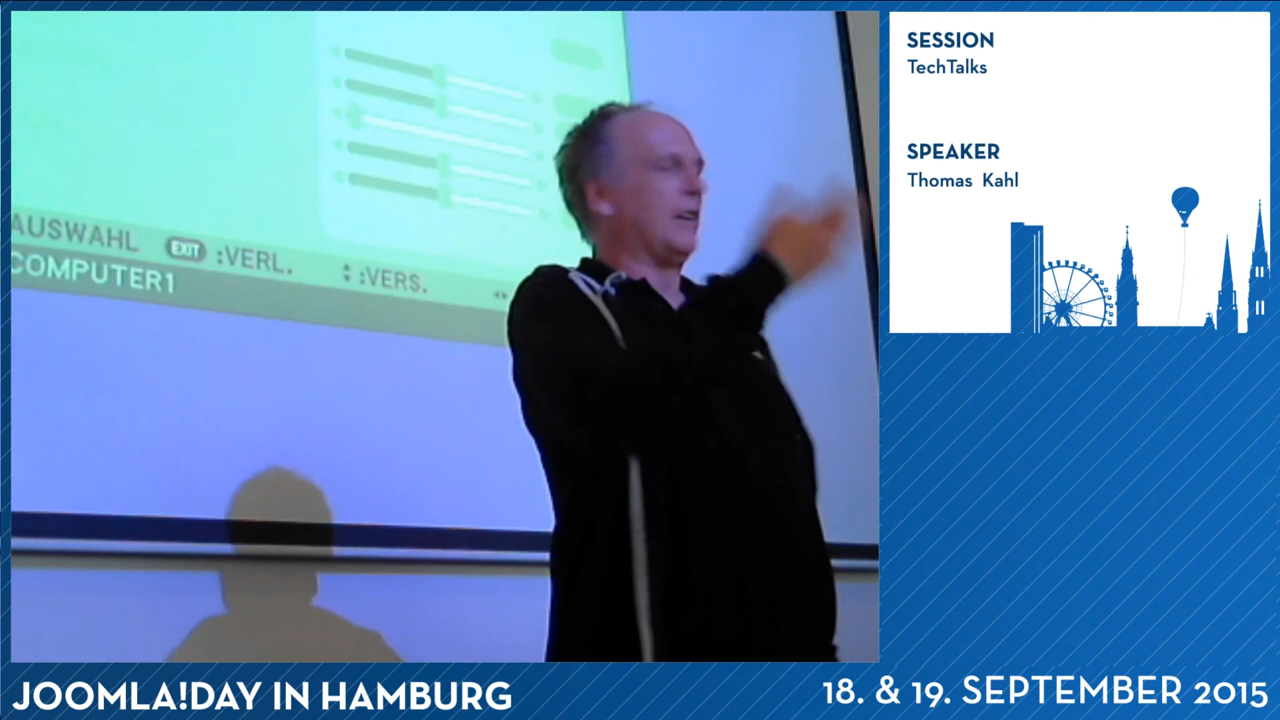 SESSION
TechTalks
SPEAKER
Thomas Kahl
AUSWAHL EXIT :VERL. :VERS.
COMPUTER1
JOOMLA!DAY IN HAMBURG
18. & 19. SEPTEMBER 2015